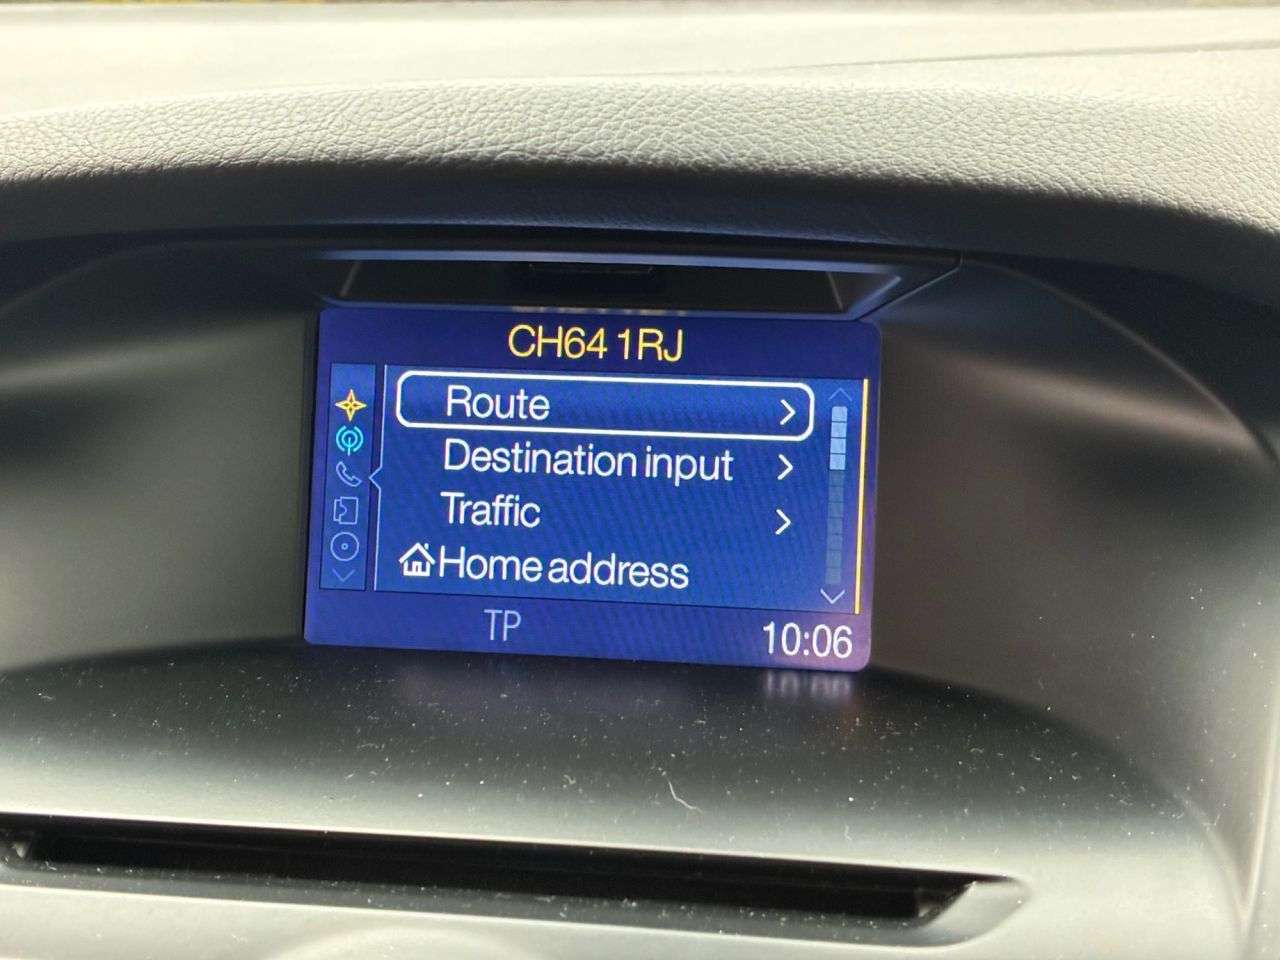 CH64 1RJ
Route
Destination input
Traffic
Home address
TP
10:06